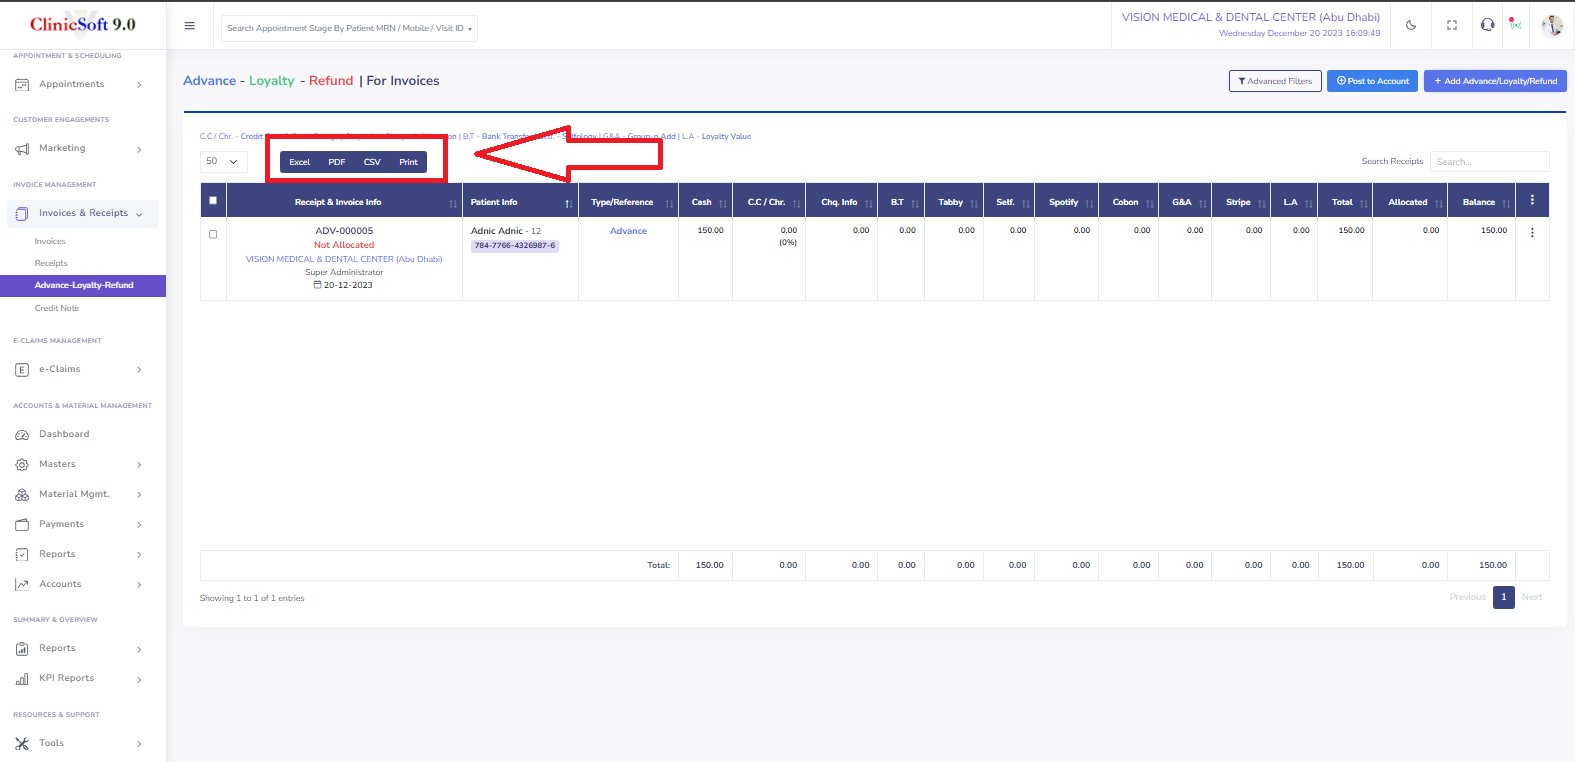 ClinicSoft 9.0
Search Appointment Stage By Patient MRN / Mobile / Visit ID
VISION MEDICAL & DENTAL CENTER (Abu Dhabi)
Wednesday December 20 2023 16:09:49
APPOINTMENT & SCHEDULING
Appointments
CUSTOMER ENGAGEMENTS
Marketing
INVOICE MANAGEMENT
Invoices & Receipts
Invoices
Receipts
Advance-Loyalty-Refund
Credit Note
E-CLAIMS MANAGEMENT
E
e-Claims
ACCOUNTS & MATERIAL MANAGEMENT
Dashboard
Masters
Material Mgmt.
Payments
Reports
Accounts
SUMMARY & OVERVIEW
Reports
KPI Reports
RESOURCES & SUPPORT
Tools
Advance - Loyalty - Refund | For Invoices
Advanced Filters
Post to Account
+ Add Advance/Loyalty/Refund
C.C / Chr. - Credit | B.T - Bank | G&A - Group-n Add | L.A - Loyalty Value
50
Excel PDF CSV Print
Search Receipts
Search...
Receipt & Invoice Info Patient Info Type/Reference Cash C.C / Chr. Chq. Info B.T Tabby Self. Spotify Cobon G&A Stripe L.A Total Allocated Balance
ADV-000005 Adnic Adnic - 12 Advance 150.00 0.00 0.00 0.00 0.00 0.00 0.00 0.00 0.00 0.00 0.00 150.00 0.00 150.00
Not Allocated 784-7766-4326987-6 (0%)
VISION MEDICAL & DENTAL CENTER (Abu Dhabi)
Super Administrator
20-12-2023
Total: 150.00 0.00 0.00 0.00 0.00 0.00 0.00 0.00 0.00 0.00 0.00 150.00 0.00 150.00
Showing 1 to 1 of 1 entries
Previous 1 Next